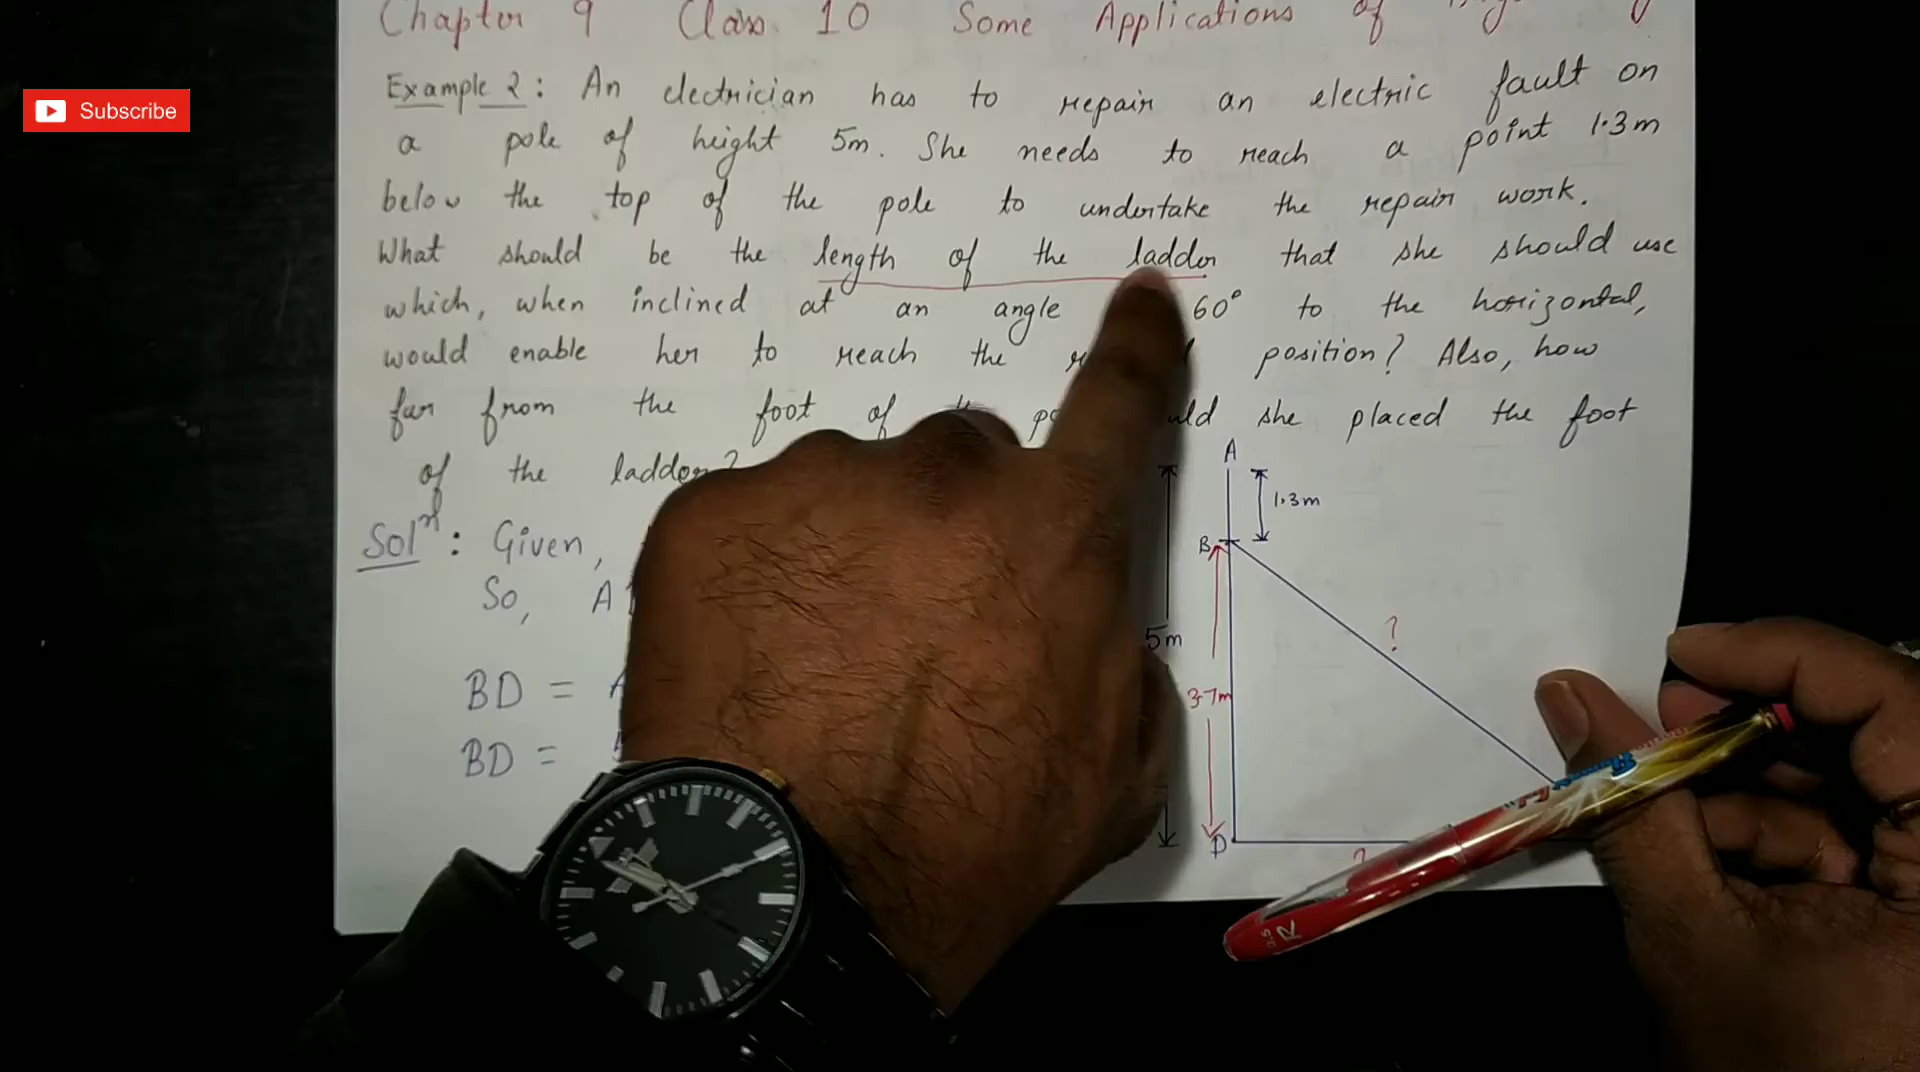 Subscribe
Chapter 9 Class 10 Some Applications of
Example 2: An electrician has to repair an electric fault on
a pole of height 5m. She needs to reach a point 1.3m
below the top of the pole to undertake the repair work.
What should be the length of the ladder that she should use
which, when inclined at an angle 60° to the horizontal,
would enable her to reach the position? Also, how
far from the foot of she placed the foot
of the ladder?
Soln: Given,
So, A
BD =
BD =
A
1.3m
B
?
5m
3.7m
D
?
0.5 R